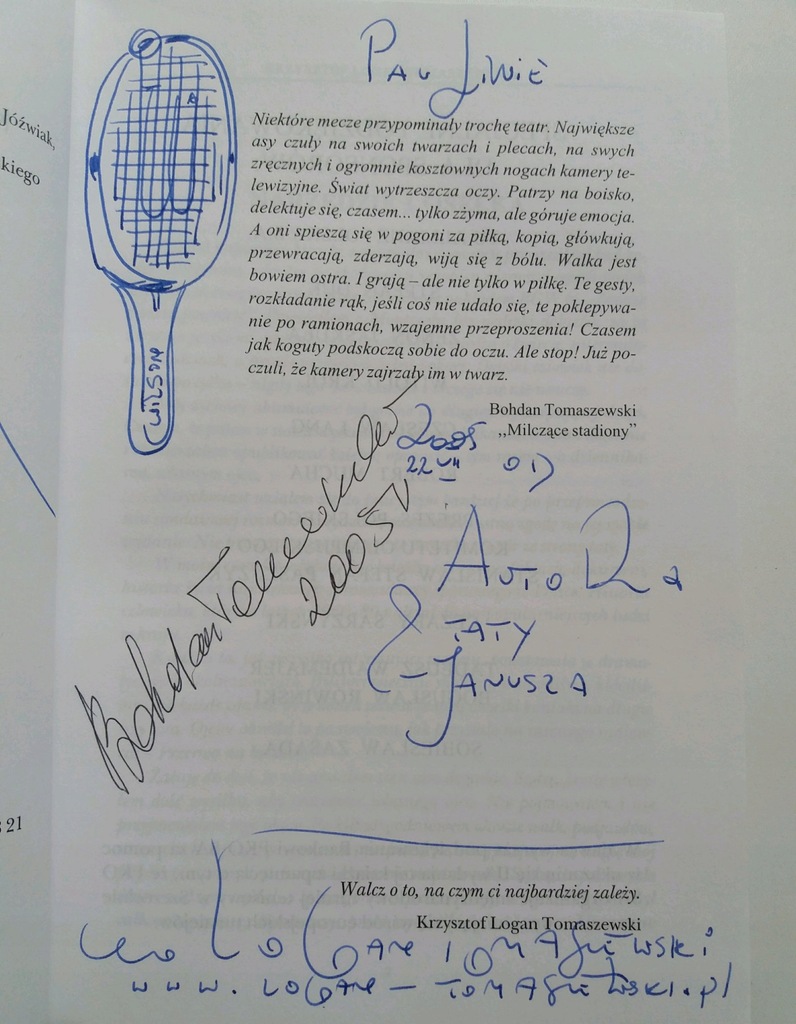 Jóźwiak,
kiego
21
WILSON
PAULINIE
Niektóre mecze przypominały trochę teatr. Największe
asy czuły na swoich twarzach i plecach, na swych
zręcznych i ogromnie kosztownych nogach kamery te-
lewizyjne. Świat wytrzeszcza oczy. Patrzy na boisko,
delektuje się, czasem... tylko zżyma, ale góruje emocja.
A oni spieszą się w pogoni za piłką, kopią, główkują,
przewracają, zderzają, wiją się z bólu. Walka jest
bowiem ostra. I grają – ale nie tylko w piłkę. Te gesty,
rozkładanie rąk, jeśli coś nie udało się, te poklepywa-
nie po ramionach, wzajemne przeproszenia! Czasem
jak koguty podskoczą sobie do oczu. Ale stop! Już po-
czuli, że kamery zajrzały im w twarz.
Bohdan Tomaszewski
„Milczące stadiony”
2005
22 VII OD
AUTORA
& TATY
JANUSZA
Bohdan Tomaszewski
2005
Walcz o to, na czym ci najbardziej zależy.
Krzysztof Logan Tomaszewski
LOGAN TOMASZEWSKI
www.LOGAN-TOMASZEWSKI.pl